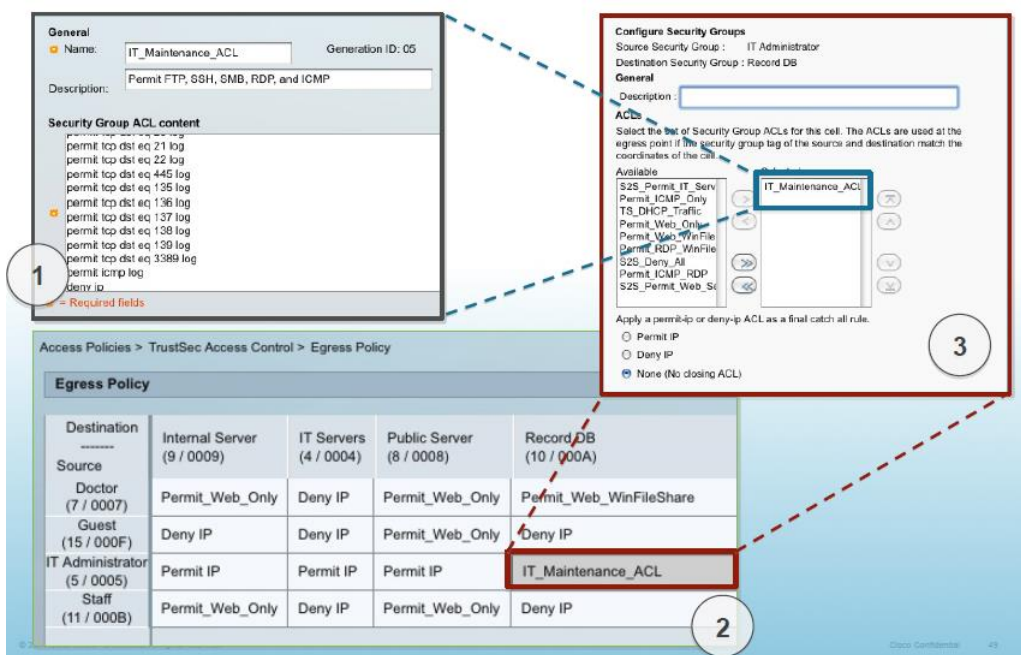 General
Name: IT_Maintenance_ACL Generation ID: 05
Description: Permit FTP, SSH, SMB, RDP, and ICMP
Security Group ACL content
permit tcp dst eq 21 log
permit tcp dst eq 22 log
permit tcp dst eq 445 log
permit tcp dst eq 135 log
permit tcp dst eq 136 log
permit tcp dst eq 137 log
permit tcp dst eq 138 log
permit tcp dst eq 139 log
permit tcp dst eq 3389 log
permit icmp log
deny ip
= Required fields
1
Configure Security Groups
Source Security Group : IT Administrator
Destination Security Group : Record DB
General
Description :
ACLs
Select the set of Security Group ACLs for this cell. The ACLs are used at the
egress point if the security group tag of the source and destination match the
coordinates of the cell.
Available
S2S_Permit_IT_Serv
Permit_ICMP_Only
TS_DHCP_Traffic
Permit_Web_Only
Permit_Web_WinFile
Permit_RDP_WinFile
S2S_Deny_All
Permit_ICMP_RDP
S2S_Permit_Web_Se
IT_Maintenance_ACL
Apply a permit-ip or deny-ip ACL as a final catch all rule.
Permit IP
Deny IP
None (No closing ACL)
3
Access Policies > TrustSec Access Control > Egress Policy
Egress Policy
Destination
-------
Source
Internal Server
(9 / 0009)
IT Servers
(4 / 0004)
Public Server
(8 / 0008)
Record DB
(10 / 000A)
Doctor
(7 / 0007)
Permit_Web_Only Deny IP Permit_Web_Only Permit_Web_WinFileShare
Guest
(15 / 000F)
Deny IP Deny IP Permit_Web_Only Deny IP
IT Administrator
(5 / 0005)
Permit IP Permit IP Permit IP IT_Maintenance_ACL
Staff
(11 / 000B)
Permit_Web_Only Deny IP Permit_Web_Only Deny IP
2
Cisco Confidential 49